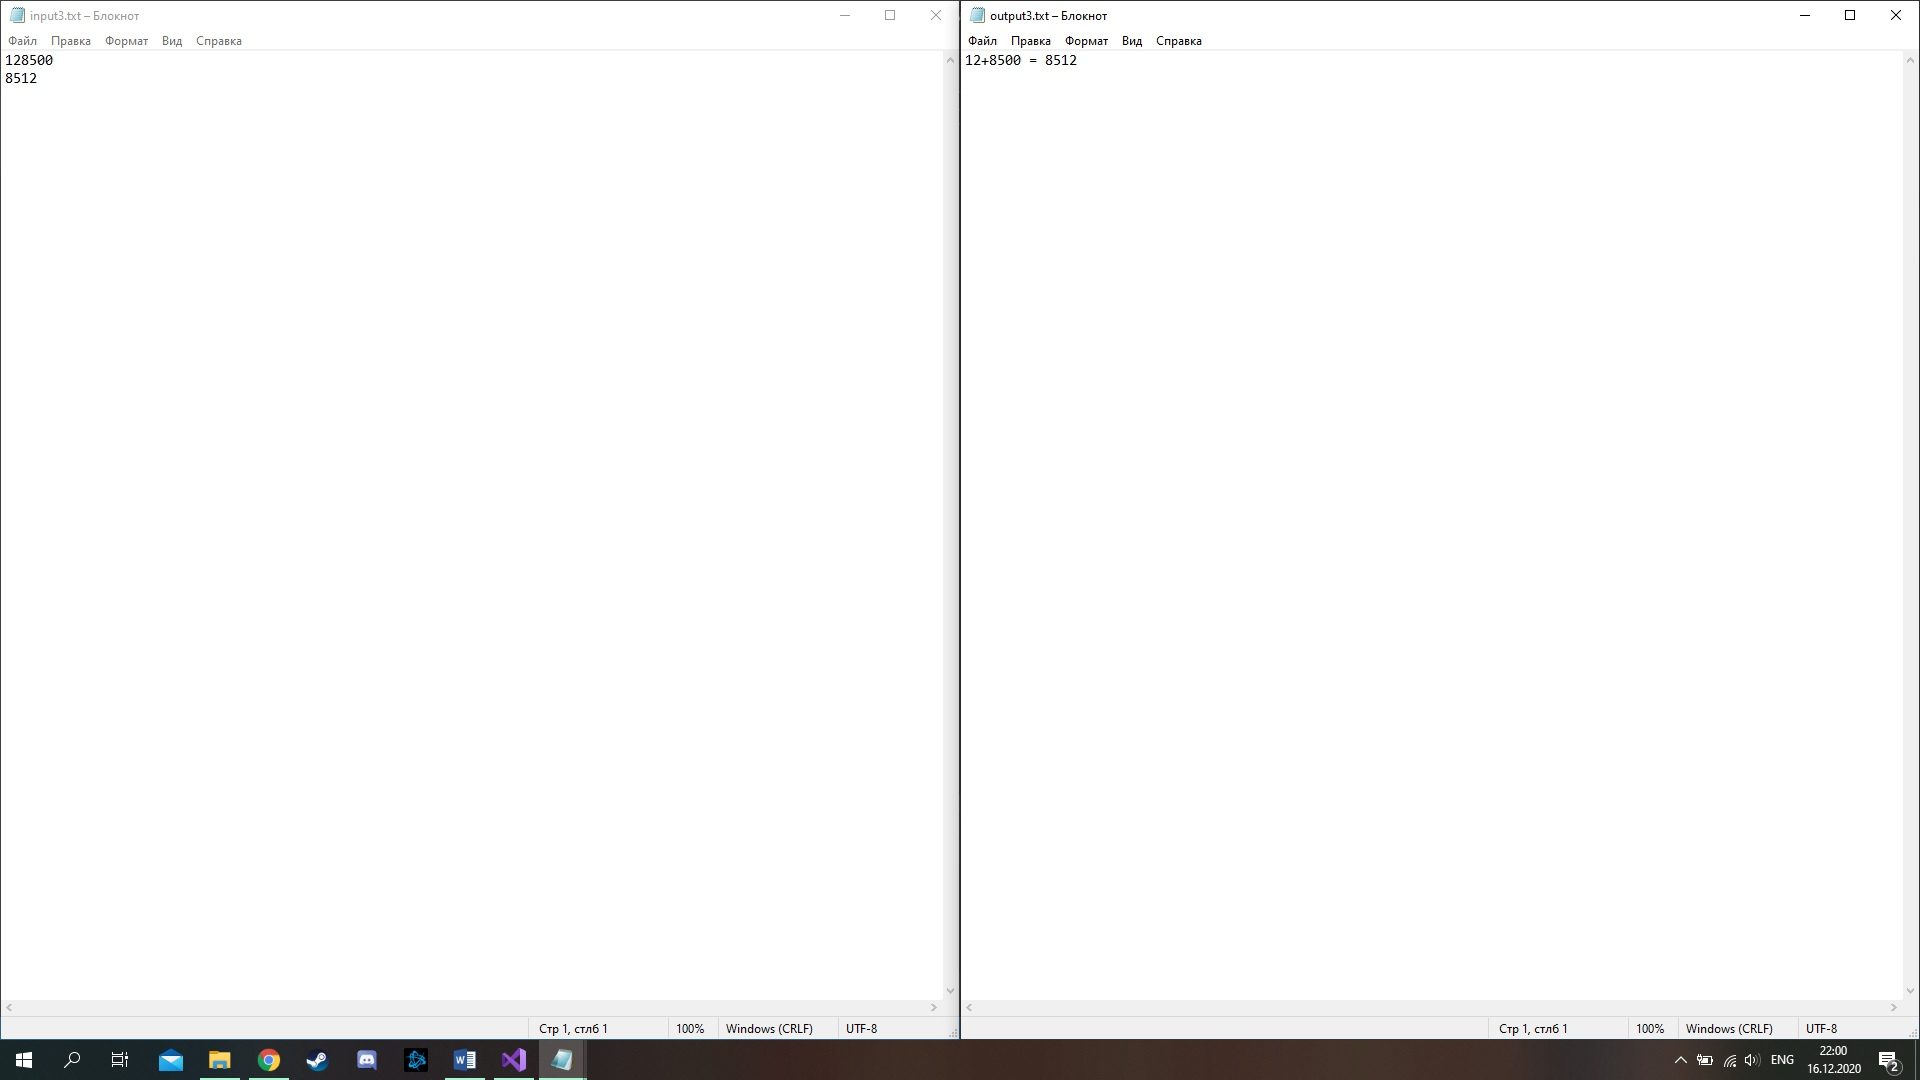 input3.txt – Блокнот
Файл Правка Формат Вид Справка
128500
8512
Стр 1, стлб 1 100% Windows (CRLF) UTF-8
output3.txt – Блокнот
Файл Правка Формат Вид Справка
12+8500 = 8512
Стр 1, стлб 1 100% Windows (CRLF) UTF-8
ENG
22:00
16.12.2020
2